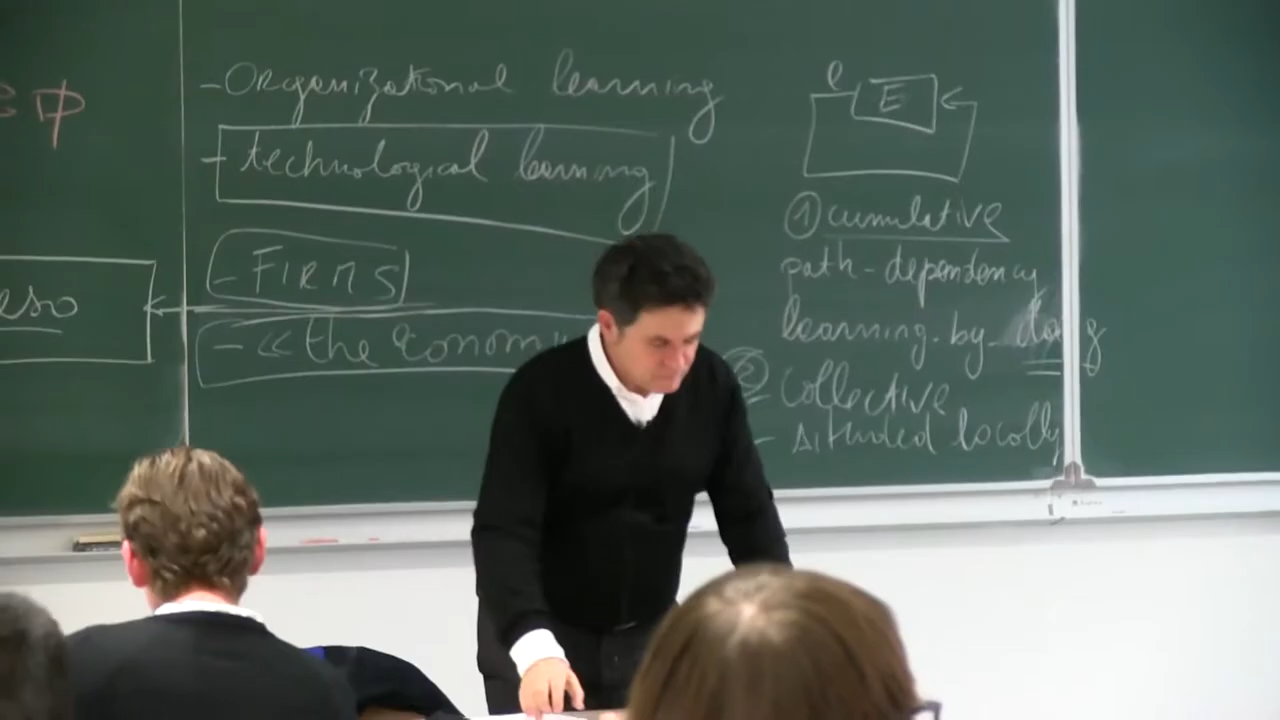 - Organizational learning
- technological learning
- FIRMS
- « the econom
eso
e
E
① cumulative
path - dependency
learning - by - doing
② collective
- situated locally